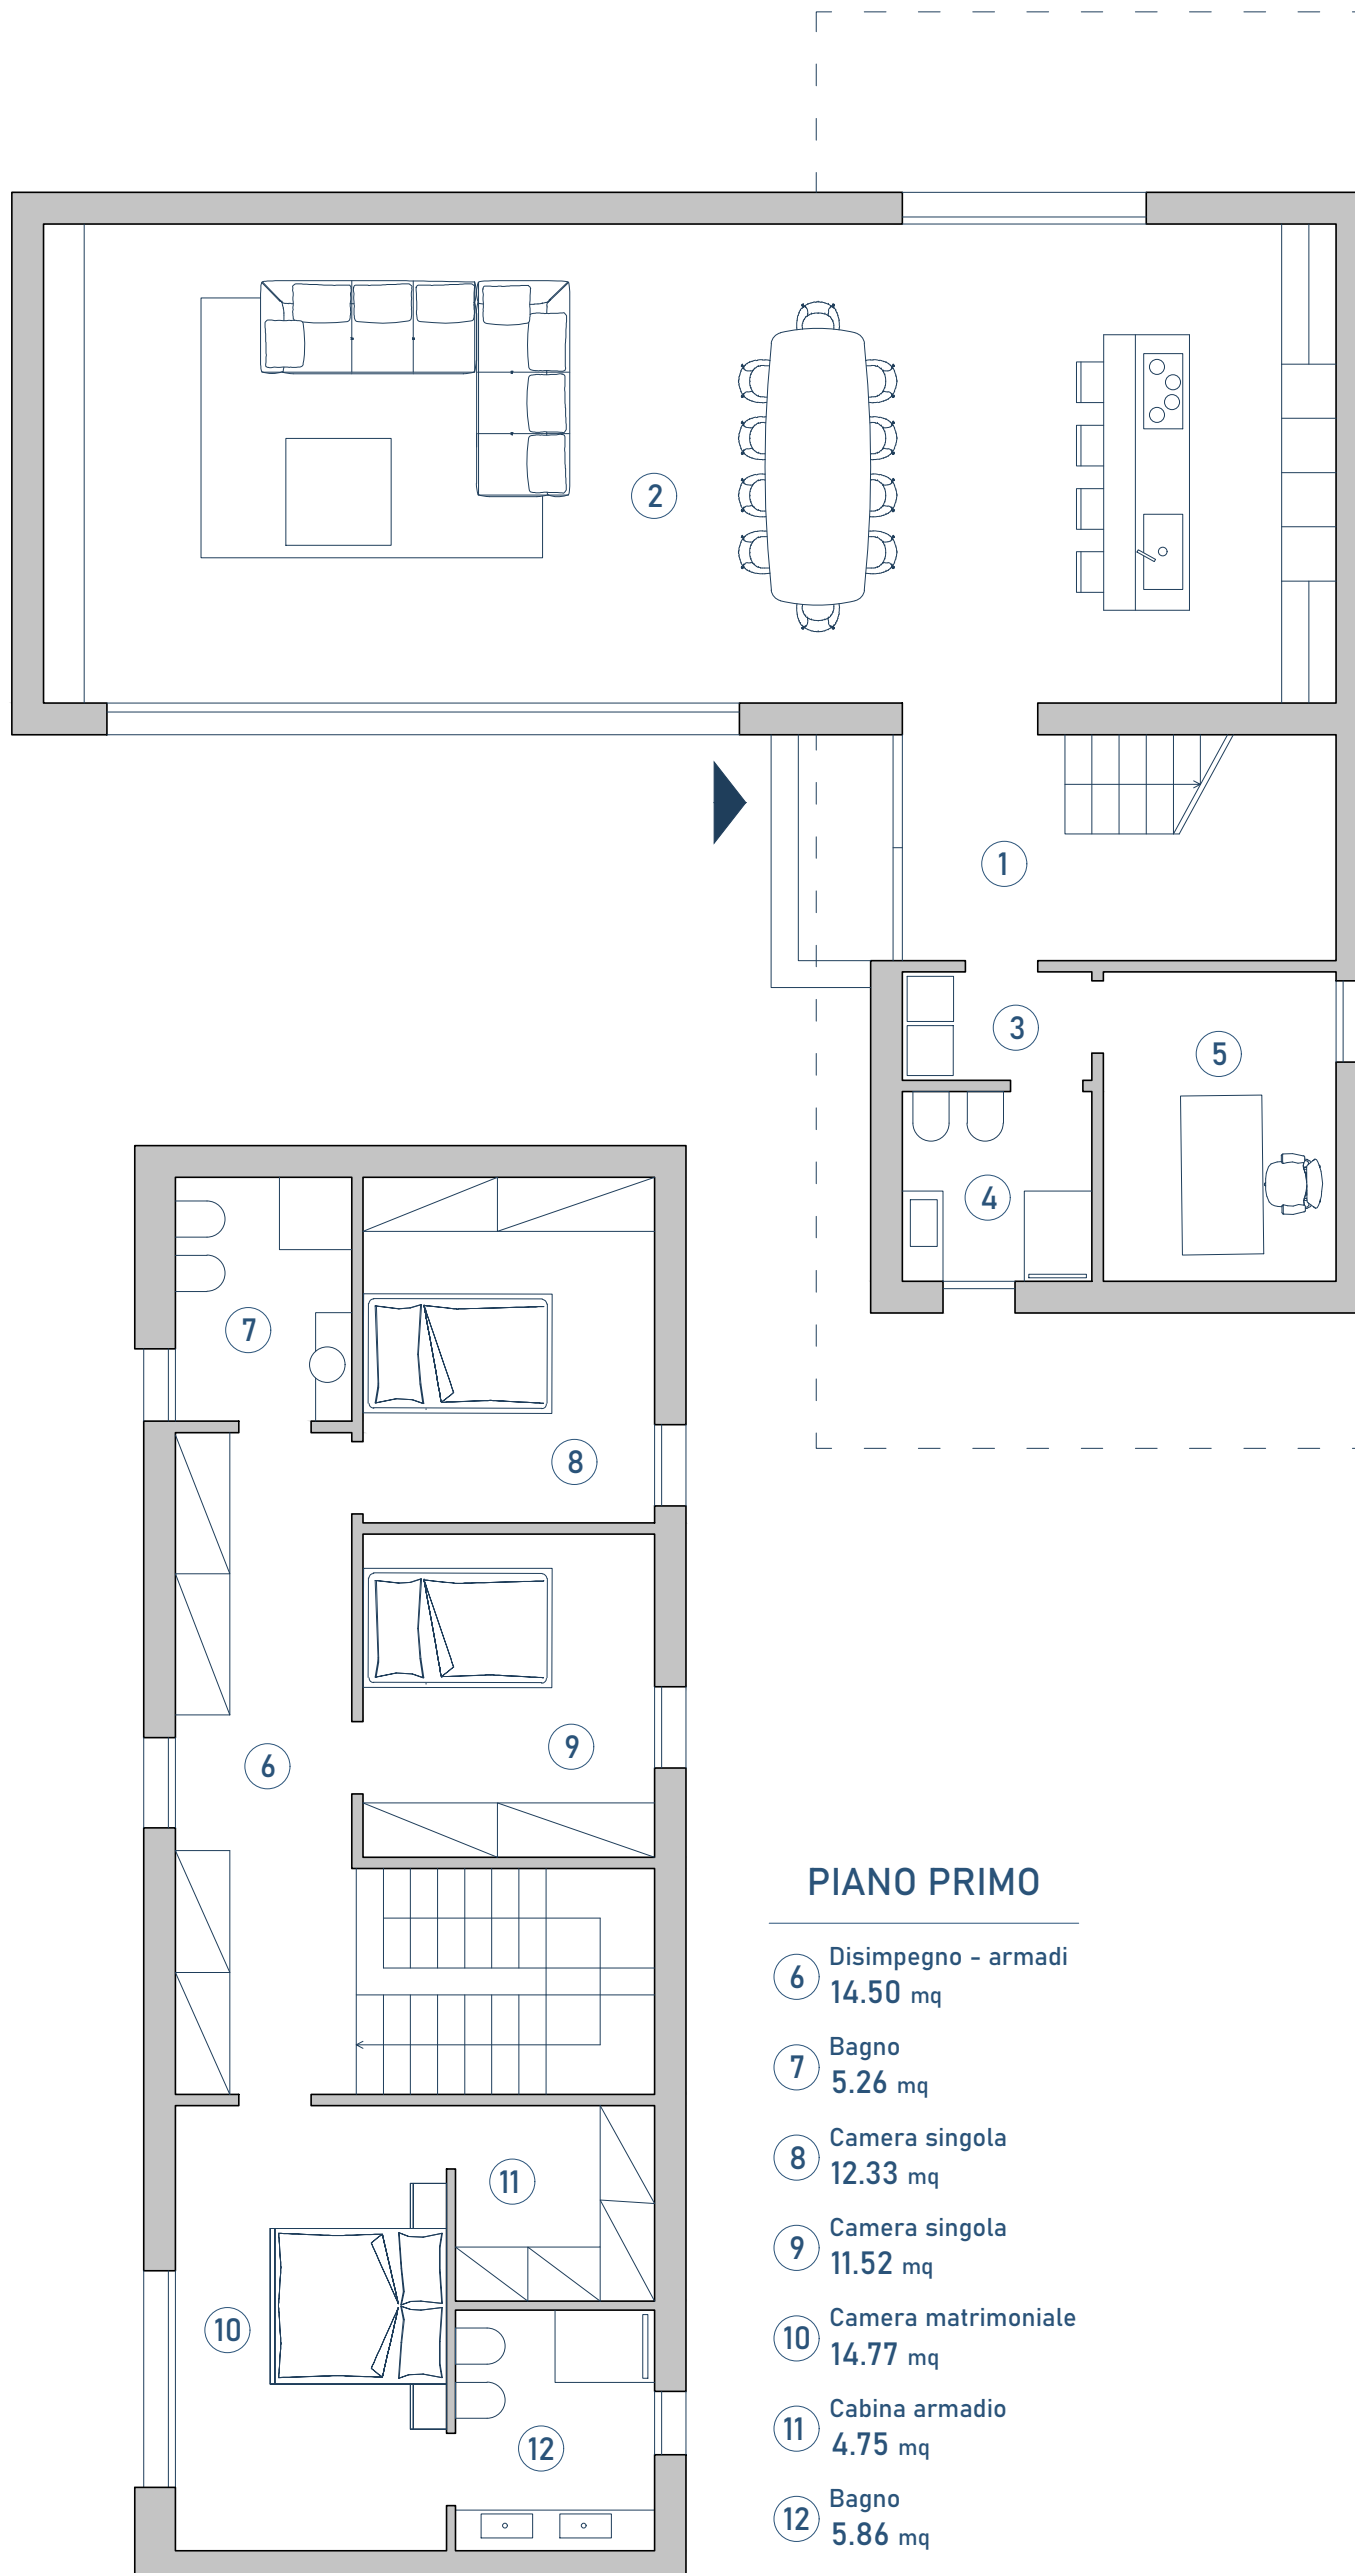 2
1
3
5
4
7
8
9
6
11
10
12
PIANO PRIMO
6 Disimpegno - armadi
14.50 mq
7 Bagno
5.26 mq
8 Camera singola
12.33 mq
9 Camera singola
11.52 mq
10 Camera matrimoniale
14.77 mq
11 Cabina armadio
4.75 mq
12 Bagno
5.86 mq